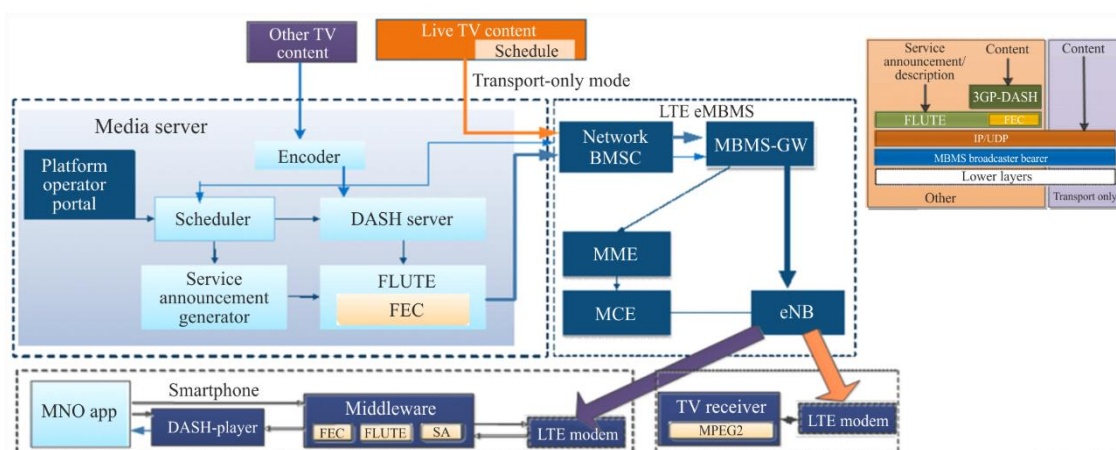 Other TV
content
Live TV content
Schedule
Transport-only mode
Service
announcement/
description
Content
Content
3GP-DASH
FLUTE
FEC
IP/UDP
MBMS broadcaster bearer
Lower layers
Other
Transport only
Media server
Platform
operator
portal
Encoder
Scheduler
DASH server
Service
announcement
generator
FLUTE
FEC
LTE eMBMS
Network
BMSC
MBMS-GW
MME
MCE
eNB
Smartphone
MNO app
DASH-player
Middleware
FEC
FLUTE
SA
LTE modem
TV receiver
MPEG2
LTE modem